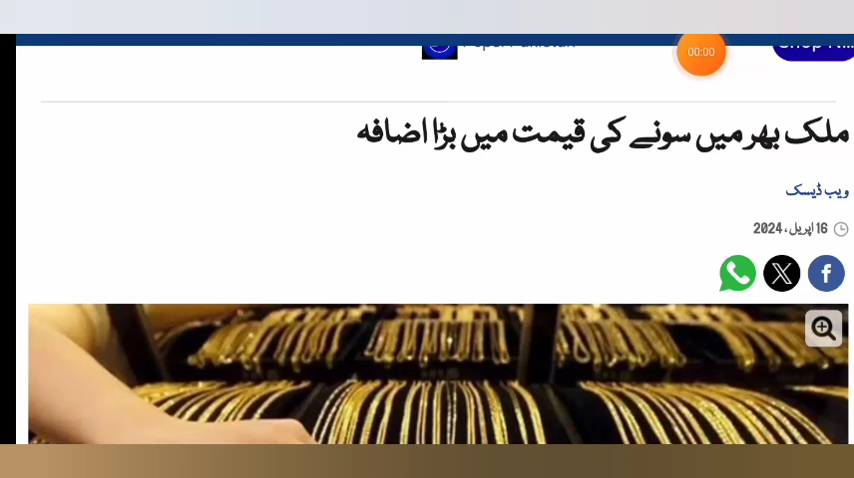 00:00
ملک بھر میں سونے کی قیمت میں بڑا اضافہ
ویب ڈیسک
16 اپریل ، 2024